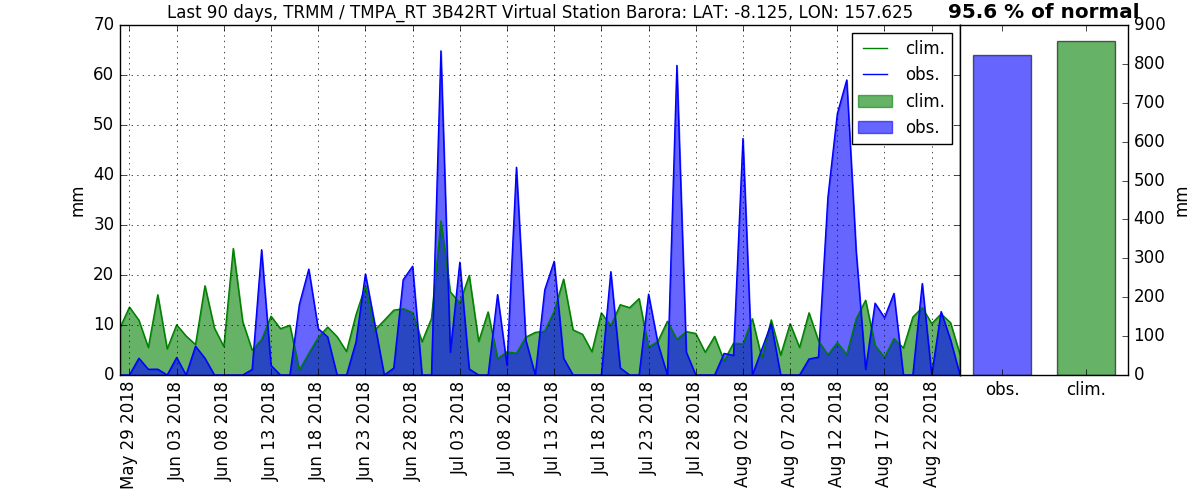 Last 90 days, TRMM / TMPA_RT 3B42RT Virtual Station Barora: LAT: -8.125, LON: 157.625
95.6 % of normal
70
60
50
40
30
20
10
0
mm
clim.
obs.
clim.
obs.
May 29 2018
Jun 03 2018
Jun 08 2018
Jun 13 2018
Jun 18 2018
Jun 23 2018
Jun 28 2018
Jul 03 2018
Jul 08 2018
Jul 13 2018
Jul 18 2018
Jul 23 2018
Jul 28 2018
Aug 02 2018
Aug 07 2018
Aug 12 2018
Aug 17 2018
Aug 22 2018
900
800
700
600
500
400
300
200
100
0
mm
obs.
clim.